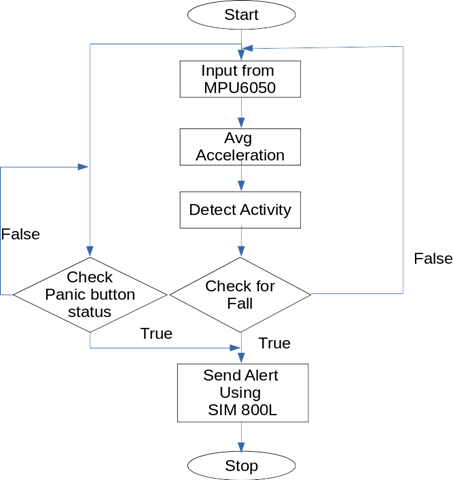 Start
Input from
MPU6050
Avg
Acceleration
Detect Activity
False
Check
Panic button
status
Check for
Fall
False
True
True
Send Alert
Using
SIM 800L
Stop